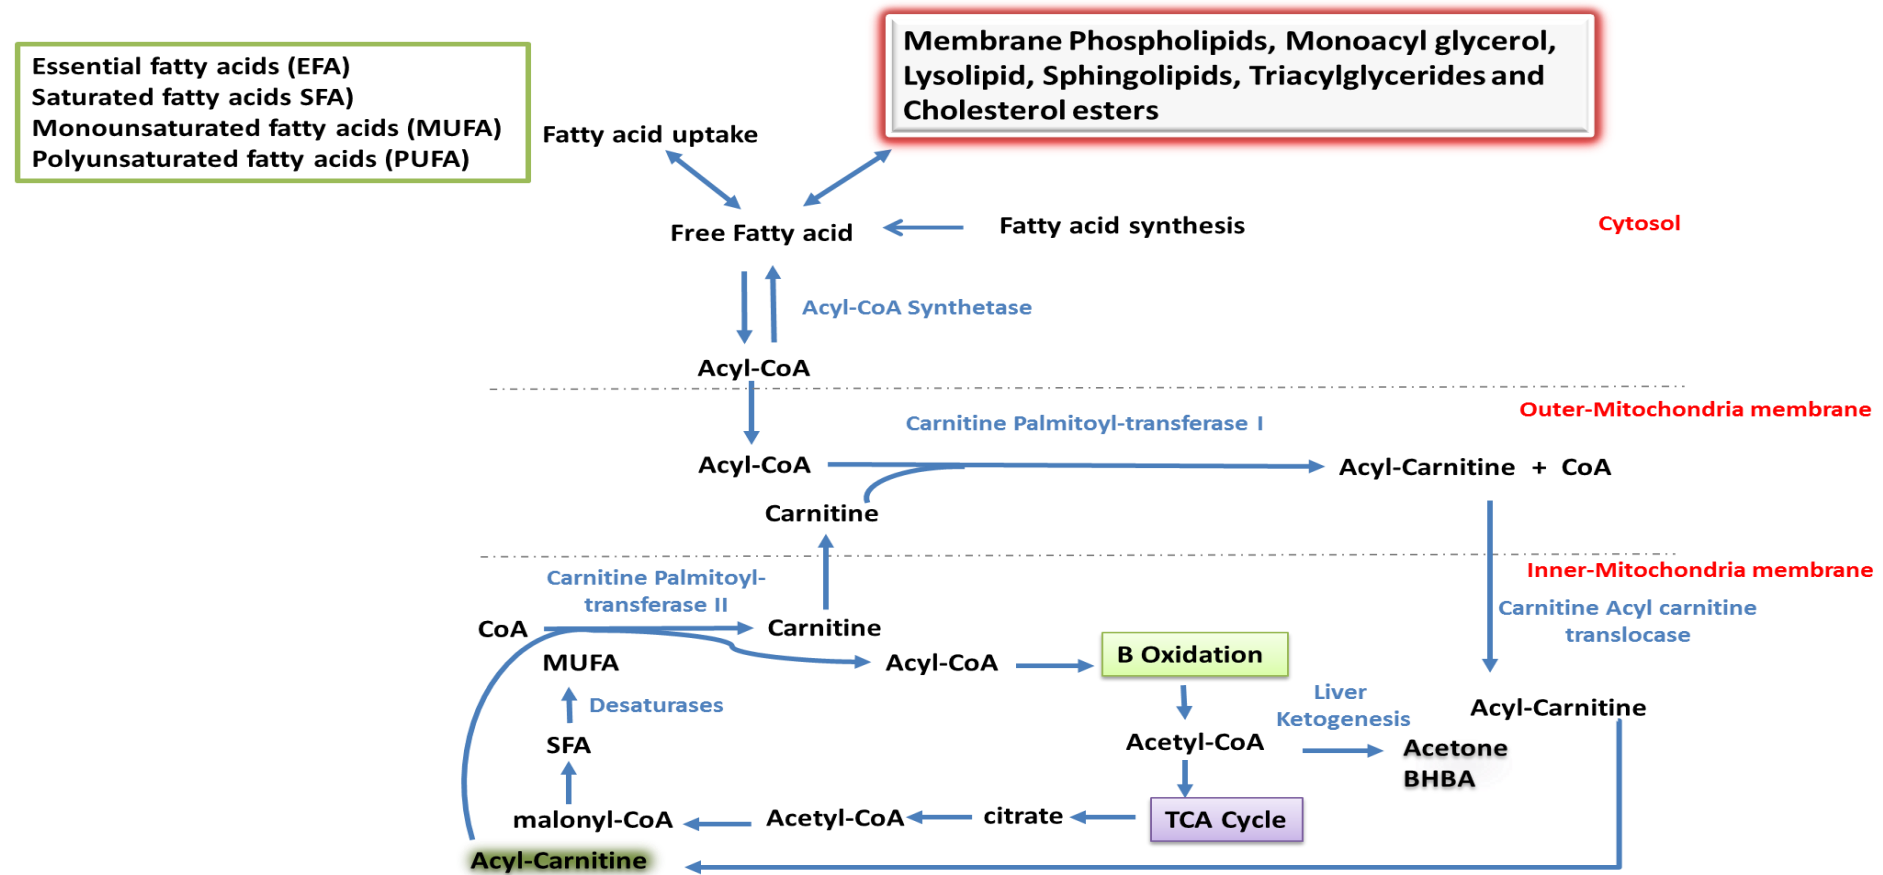 Essential fatty acids (EFA)
Saturated fatty acids SFA)
Monounsaturated fatty acids (MUFA)
Polyunsaturated fatty acids (PUFA)
Membrane Phospholipids, Monoacyl glycerol,
Lysolipid, Sphingolipids, Triacylglycerides and
Cholesterol esters
Fatty acid uptake
Free Fatty acid
Fatty acid synthesis
Cytosol
Acyl-CoA Synthetase
Acyl-CoA
Outer-Mitochondria membrane
Carnitine Palmitoyl-transferase I
Acyl-CoA
Acyl-Carnitine + CoA
Carnitine
Inner-Mitochondria membrane
Carnitine Palmitoyl-
transferase II
Carnitine Acyl carnitine
translocase
CoA
Carnitine
MUFA
Acyl-CoA
B Oxidation
Desaturases
Liver
Ketogenesis
Acyl-Carnitine
SFA
Acetyl-CoA
Acetone
BHBA
malonyl-CoA
Acetyl-CoA
citrate
TCA Cycle
Acyl-Carnitine